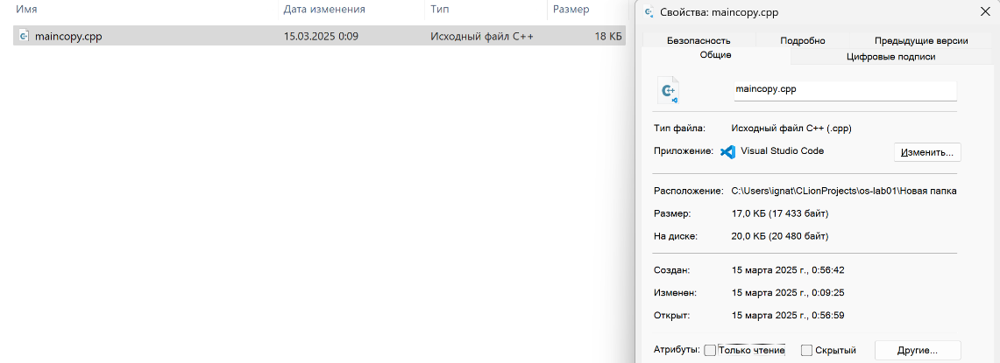 Имя Дата изменения Тип Размер
maincopy.cpp 15.03.2025 0:09 Исходный файл C++ 18 КБ
Свойства: maincopy.cpp
Безопасность Подробно Предыдущие версии
Общие Цифровые подписи
maincopy.cpp
Тип файла: Исходный файл C++ (.cpp)
Приложение: Visual Studio Code Изменить...
Расположение: C:\Users\ignat\CLionProjects\os-lab01\Новая папка
Размер: 17,0 КБ (17 433 байт)
На диске: 20,0 КБ (20 480 байт)
Создан: 15 марта 2025 г., 0:56:42
Изменен: 15 марта 2025 г., 0:09:25
Открыт: 15 марта 2025 г., 0:56:59
Атрибуты: Только чтение Скрытый Другие...